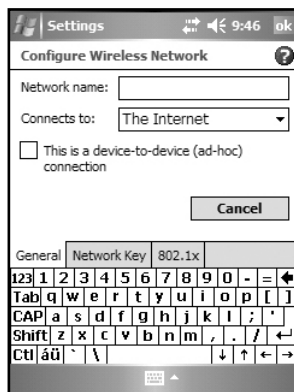 Settings 9:46 ok
Configure Wireless Network ?
Network name:
Connects to: The Internet
This is a device-to-device (ad-hoc)
connection
Cancel
General Network Key 802.1x
123 1 2 3 4 5 6 7 8 9 0 - =
Tab q w e r t y u i o p [ ]
CAP a s d f g h j k l ; '
Shift z x c v b n m , . /
Ctl áü ` \